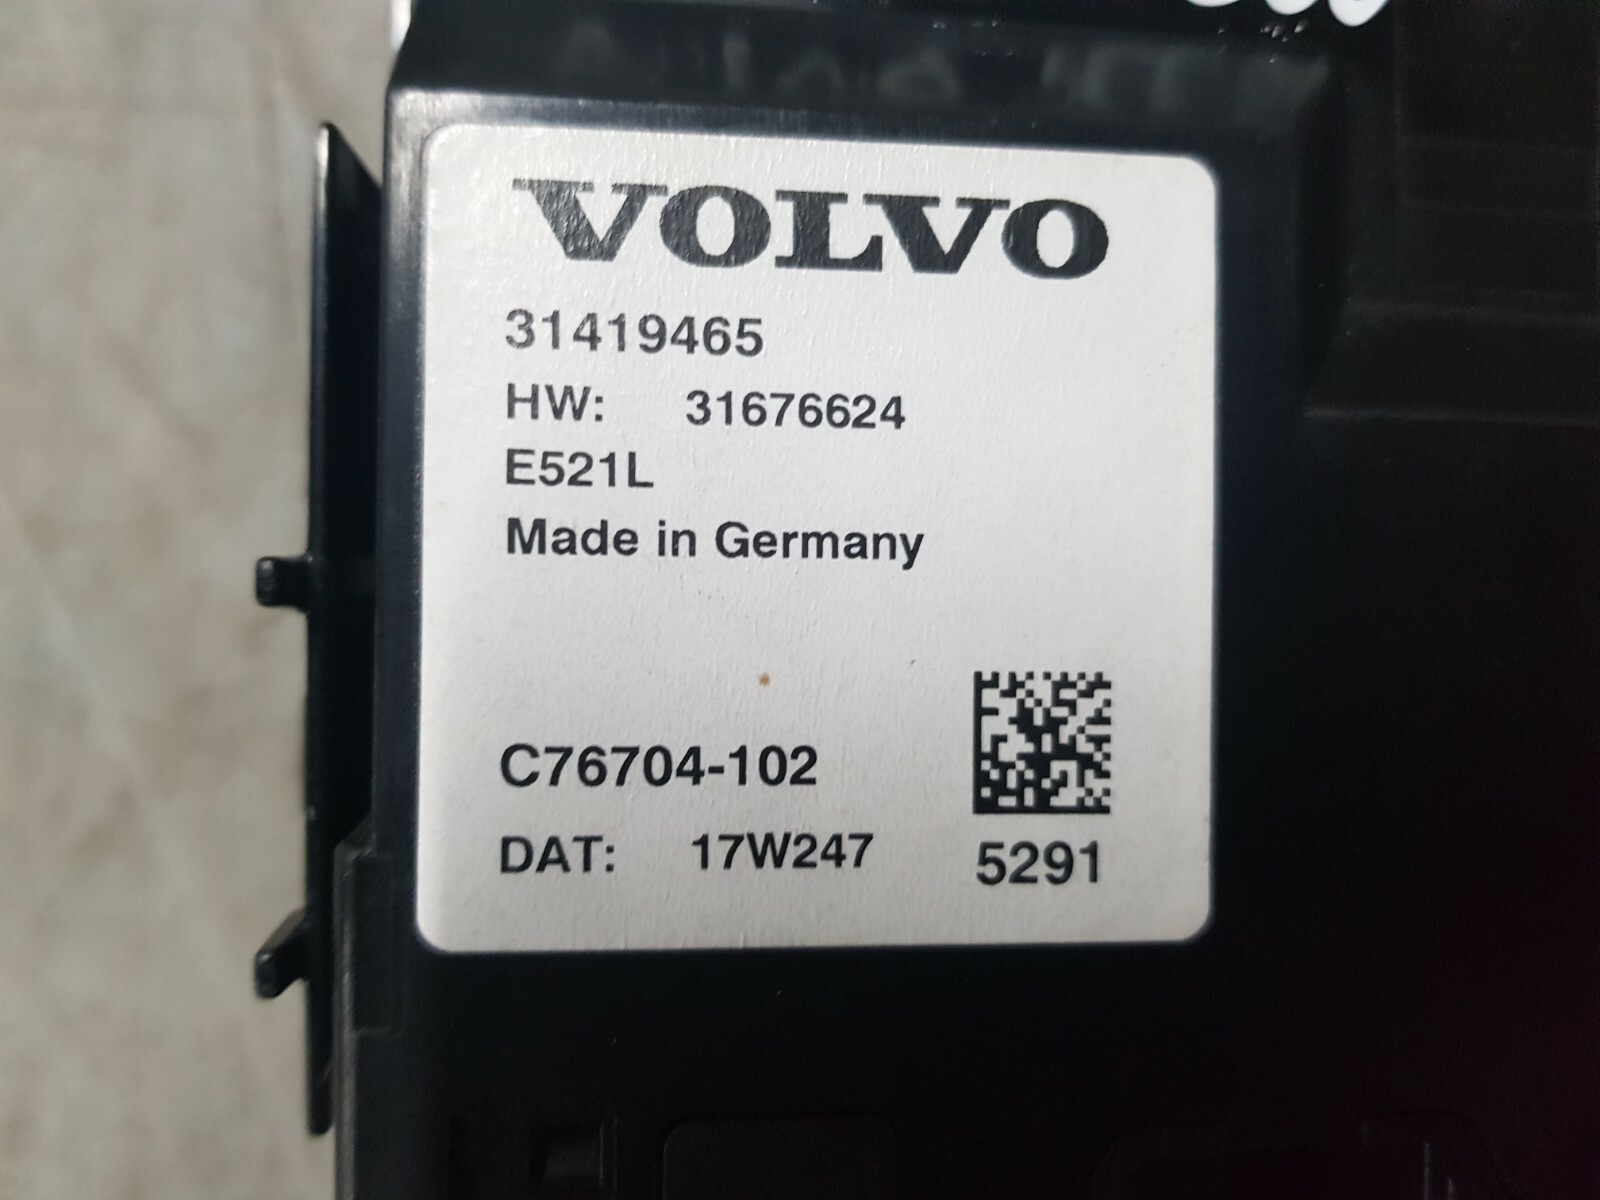 VOLVO
31419465
HW: 31676624
E521L
Made in Germany
C76704-102
DAT: 17W247 5291